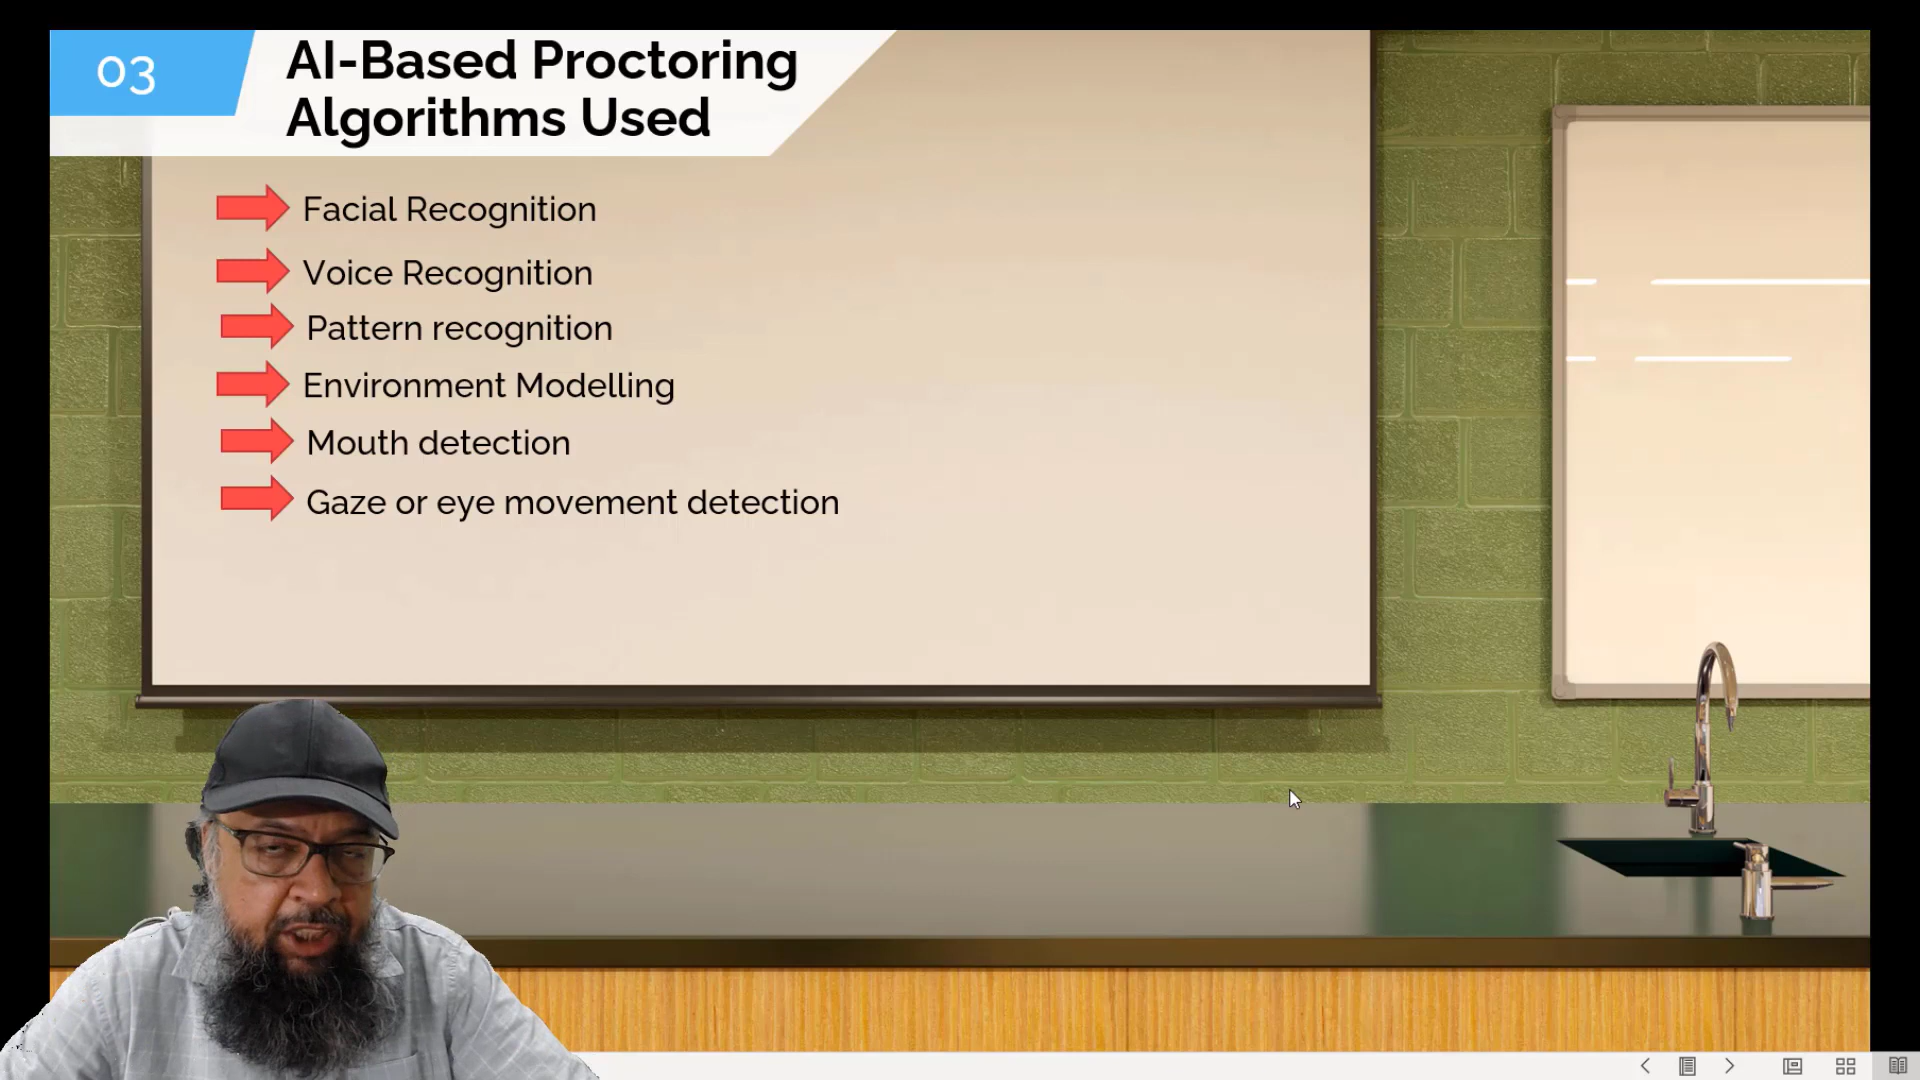 03
AI-Based Proctoring
Algorithms Used
Facial Recognition
Voice Recognition
Pattern recognition
Environment Modelling
Mouth detection
Gaze or eye movement detection